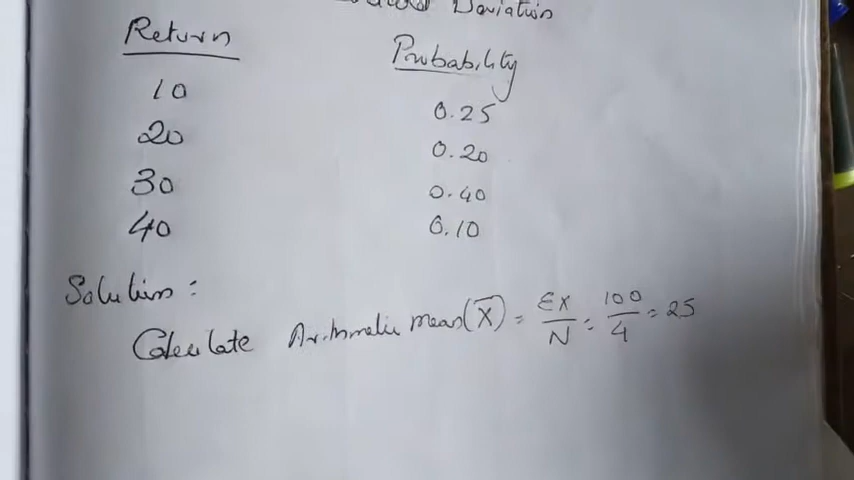 Deviation
Return Probability
10 0.25
20 0.20
30 0.40
40 0.10
Solution :
Calculate Arithmetic mean (X̅) = ΣX/N = 100/4 = 25